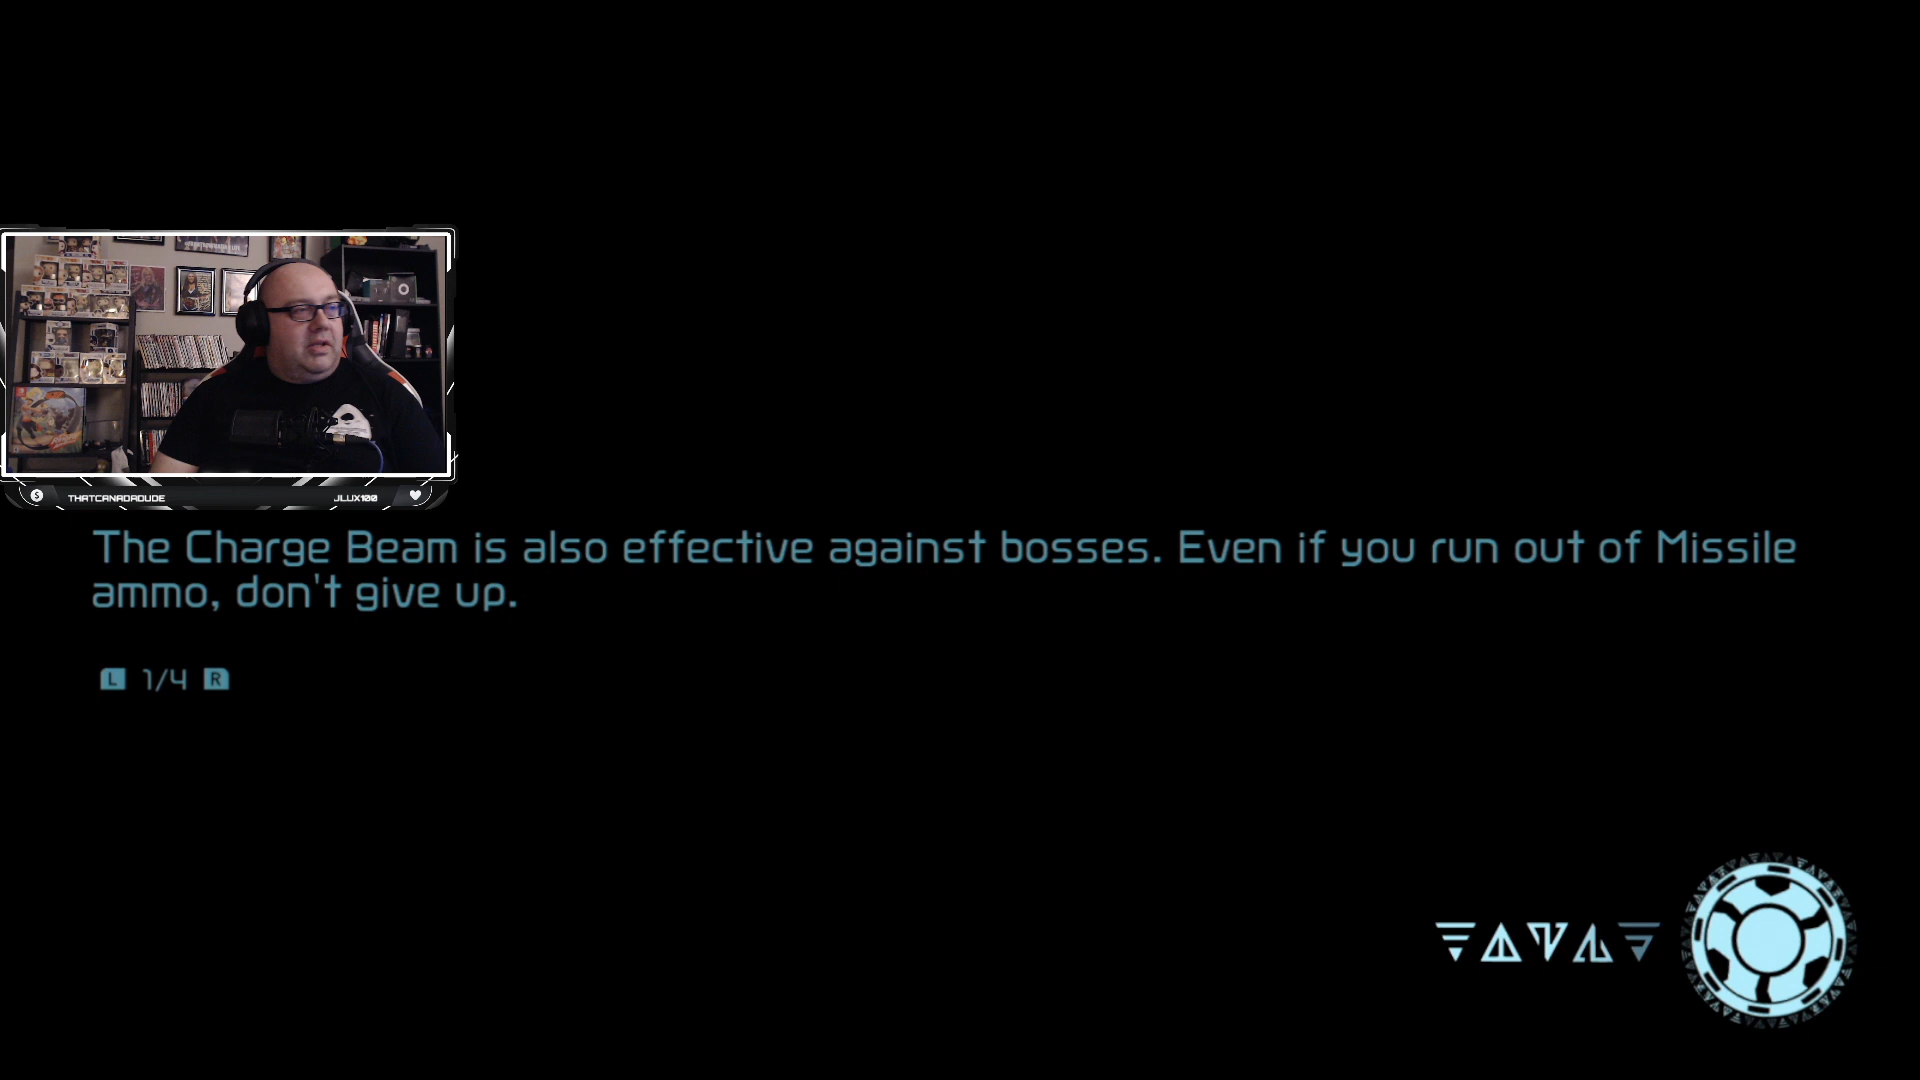 THATCANADADUDE
JLUX100
The Charge Beam is also effective against bosses. Even if you run out of Missile
ammo, don't give up.
L 1/4 R